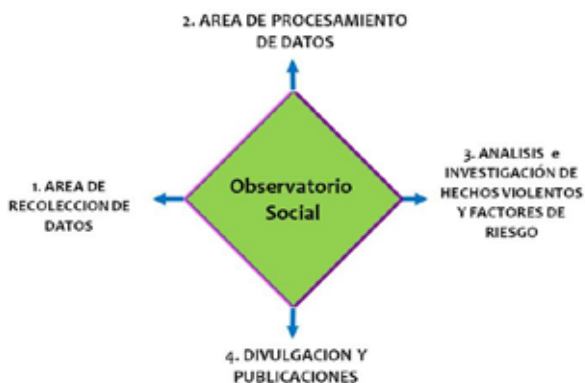 2. AREA DE PROCESAMIENTO
DE DATOS
1. AREA DE
RECOLECCION DE
DATOS
Observatorio
Social
3. ANALISIS e
INVESTIGACIÓN DE
HECHOS VIOLENTOS
Y FACTORES DE
RIESGO
4. DIVULGACION Y
PUBLICACIONES